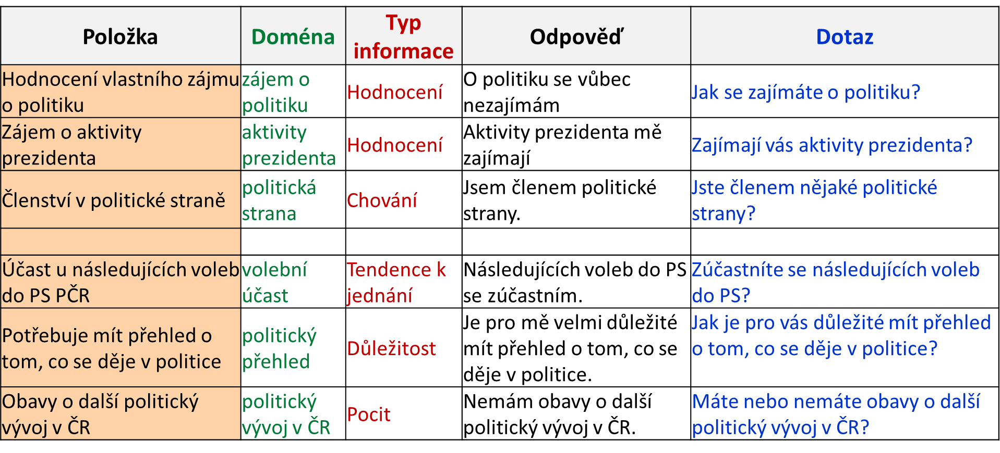 Položka
Doména
Typ
informace
Odpověď
Dotaz
Hodnocení vlastního zájmu
o politiku
zájem o
politiku
Hodnocení
O politiku se vůbec
nezajímám
Jak se zajímáte o politiku?
Zájem o aktivity
prezidenta
aktivity
prezidenta
Hodnocení
Aktivity prezidenta mě
zajímají
Zajímají vás aktivity prezidenta?
Členství v politické straně
politická
strana
Chování
Jsem členem politické
strany.
Jste členem nějaké politické
strany?
Účast u následujících voleb
do PS PČR
volební
účast
Tendence k
jednání
Následujících voleb do PS
se zúčastním.
Zúčastníte se následujících voleb
do PS?
Potřebuje mít přehled o
tom, co se děje v politice
politický
přehled
Důležitost
Je pro mě velmi důležité
mít přehled o tom, co se
děje v politice.
Jak je pro vás důležité mít přehled
o tom, co se děje v politice?
Obavy o další politický
vývoj v ČR
politický
vývoj v ČR
Pocit
Nemám obavy o další
politický vývoj v ČR.
Máte nebo nemáte obavy o další
politický vývoj v ČR?